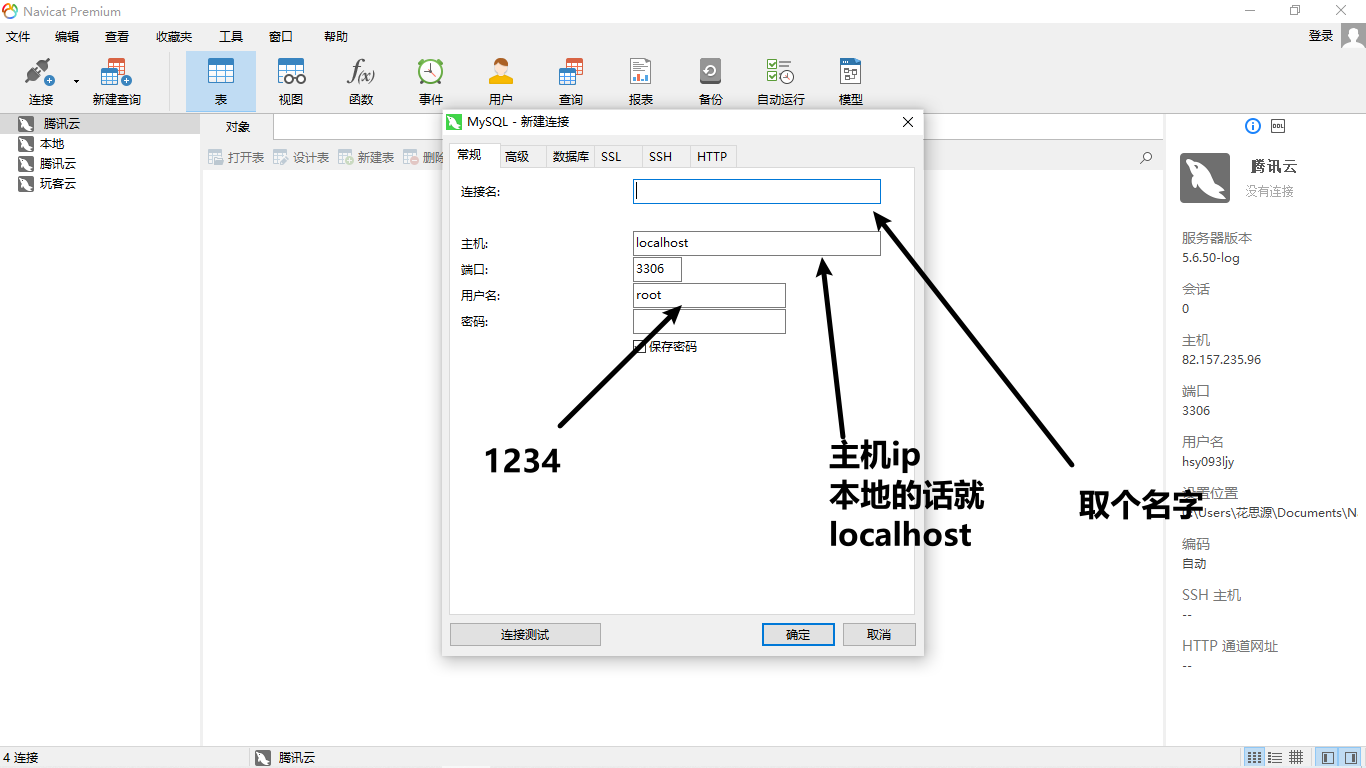 Navicat Premium
文件 编辑 查看 收藏夹 工具 窗口 帮助 登录
连接 新建查询 表 视图 函数 事件 用户 查询 报表 备份 自动运行 模型
f(x)
腾讯云
本地
腾讯云
玩客云
对象
打开表 设计表 新建表 删除
MySQL - 新建连接
常规 高级 数据库 SSL SSH HTTP
连接名:
主机: localhost
端口: 3306
用户名: root
密码:
保存密码
1234
主机ip
本地的话就
localhost
取个名字
连接测试 确定 取消
DDL
腾讯云
没有连接
服务器版本
5.6.50-log
会话
0
主机
82.157.235.96
端口
3306
用户名
hsy093ljy
设置位置
:\Users\花思源\Documents\N
编码
自动
SSH 主机
--
HTTP 通道网址
--
4 连接 腾讯云